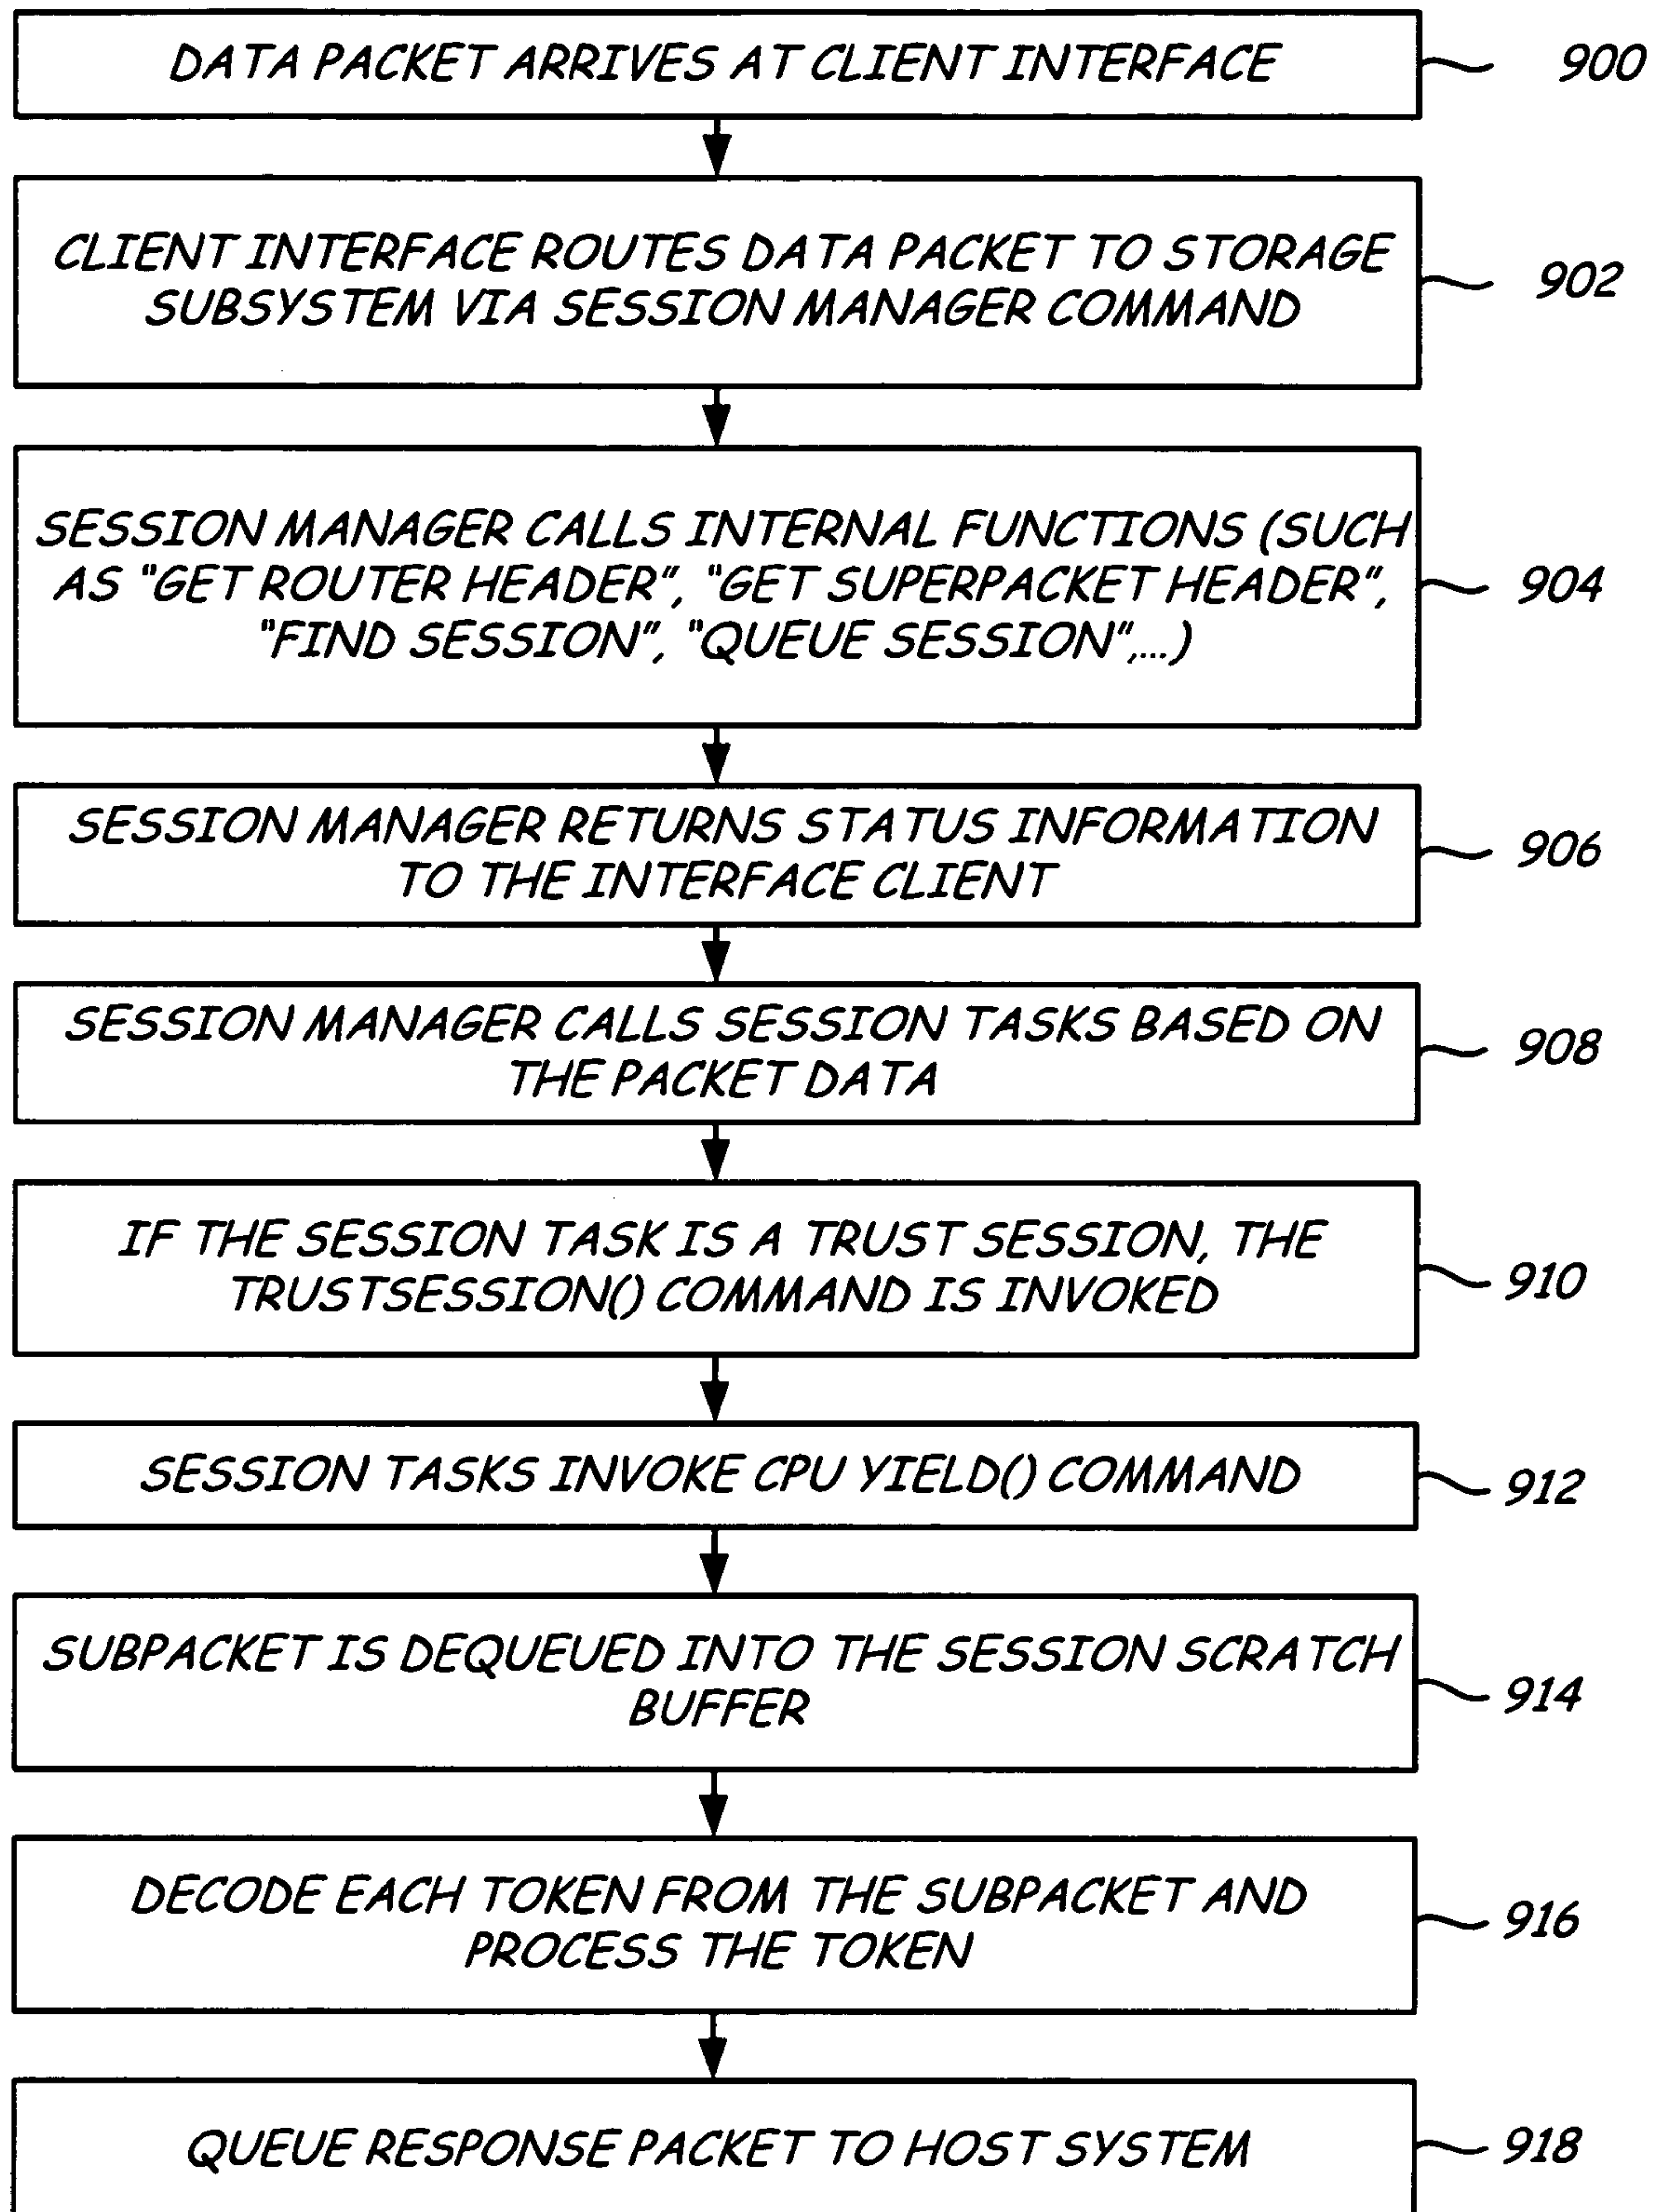 DATA PACKET ARRIVES AT CLIENT INTERFACE
900
CLIENT INTERFACE ROUTES DATA PACKET TO STORAGE
SUBSYSTEM VIA SESSION MANAGER COMMAND
902
SESSION MANAGER CALLS INTERNAL FUNCTIONS (SUCH
AS "GET ROUTER HEADER", "GET SUPERPACKET HEADER",
"FIND SESSION", "QUEUE SESSION",...)
904
SESSION MANAGER RETURNS STATUS INFORMATION
TO THE INTERFACE CLIENT
906
SESSION MANAGER CALLS SESSION TASKS BASED ON
THE PACKET DATA
908
IF THE SESSION TASK IS A TRUST SESSION, THE
TRUSTSESSION() COMMAND IS INVOKED
910
SESSION TASKS INVOKE CPU YIELD() COMMAND
912
SUBPACKET IS DEQUEUED INTO THE SESSION SCRATCH
BUFFER
914
DECODE EACH TOKEN FROM THE SUBPACKET AND
PROCESS THE TOKEN
916
QUEUE RESPONSE PACKET TO HOST SYSTEM
918